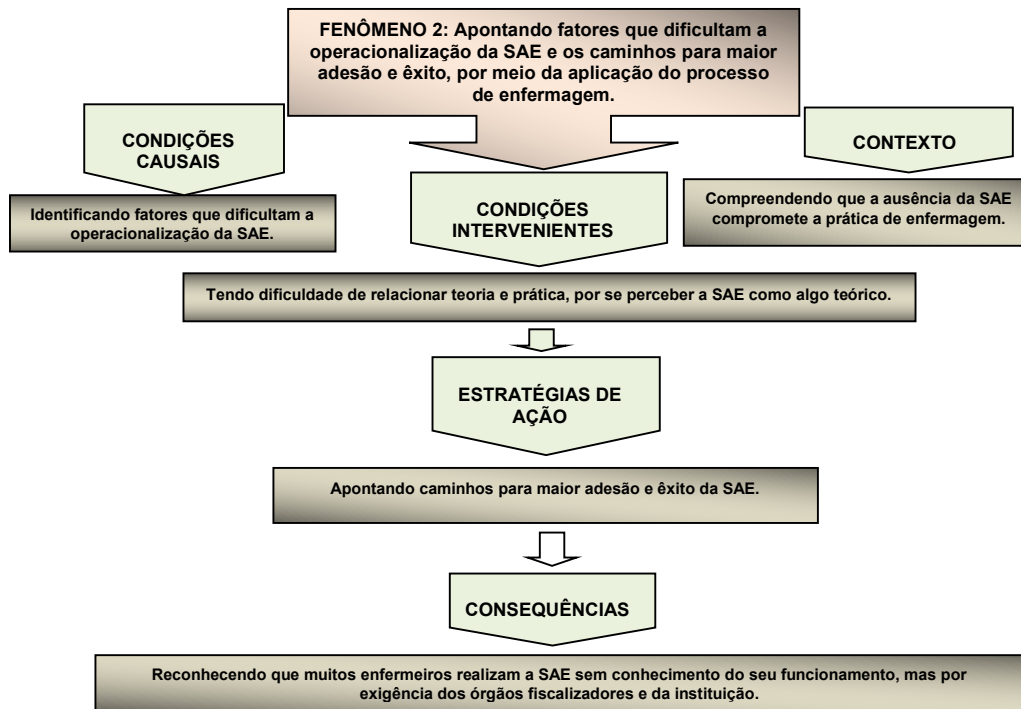 FENÔMENO 2: Apontando fatores que dificultam a
operacionalização da SAE e os caminhos para maior
adesão e êxito, por meio da aplicação do processo
de enfermagem.
CONDIÇÕES
CAUSAIS
Identificando fatores que dificultam a
operacionalização da SAE.
CONTEXTO
Compreendendo que a ausência da SAE
compromete a prática de enfermagem.
CONDIÇÕES
INTERVENIENTES
Tendo dificuldade de relacionar teoria e prática, por se perceber a SAE como algo teórico.
ESTRATÉGIAS DE
AÇÃO
Apontando caminhos para maior adesão e êxito da SAE.
CONSEQUÊNCIAS
Reconhecendo que muitos enfermeiros realizam a SAE sem conhecimento do seu funcionamento, mas por
exigência dos órgãos fiscalizadores e da instituição.